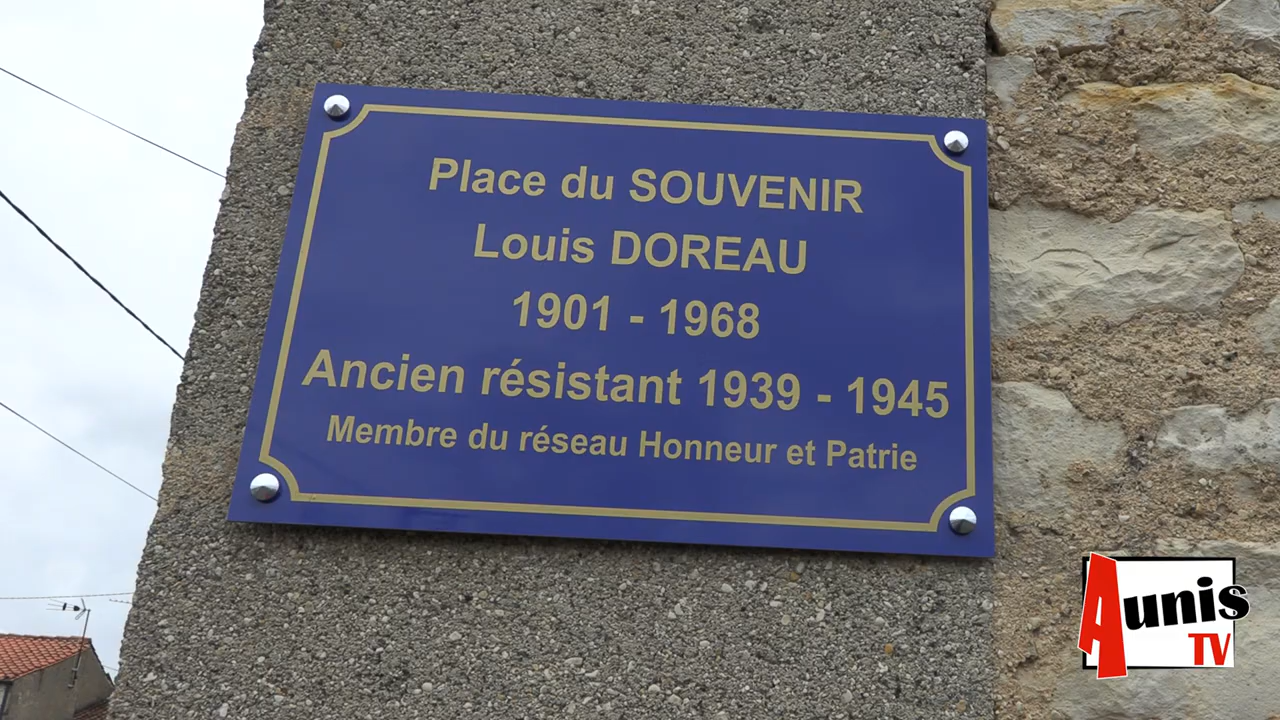 Place du SOUVENIR
Louis DOREAU
1901 - 1968
Ancien résistant 1939 - 1945
Membre du réseau Honneur et Patrie
Aunis
TV